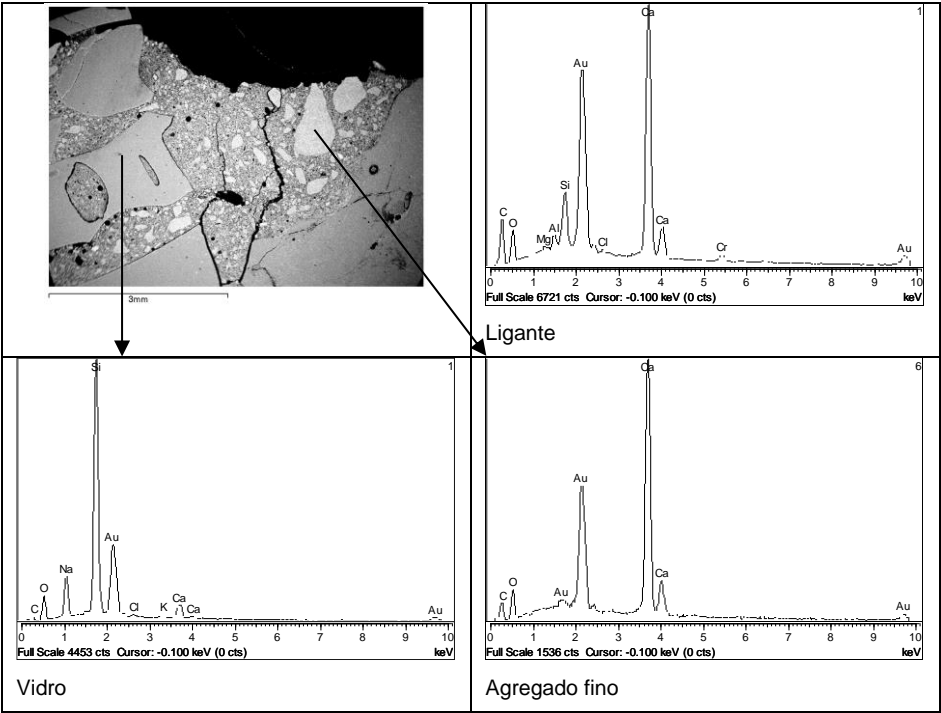 3mm
1
Ca
Au
Si
C
O
Mg
Al
Cl
Ca
Cr
Au
0 1 2 3 4 5 6 7 8 9 10
Full Scale 6721 cts Cursor: -0.100 keV (0 cts) keV
Ligante
1
Si
Au
Na
O
C
Cl
K
Ca
Ca
Au
0 1 2 3 4 5 6 7 8 9 10
Full Scale 4453 cts Cursor: -0.100 keV (0 cts) keV
Vidro
6
Ca
Au
Ca
O
C
Au
Au
0 1 2 3 4 5 6 7 8 9 10
Full Scale 1536 cts Cursor: -0.100 keV (0 cts) keV
Agregado fino